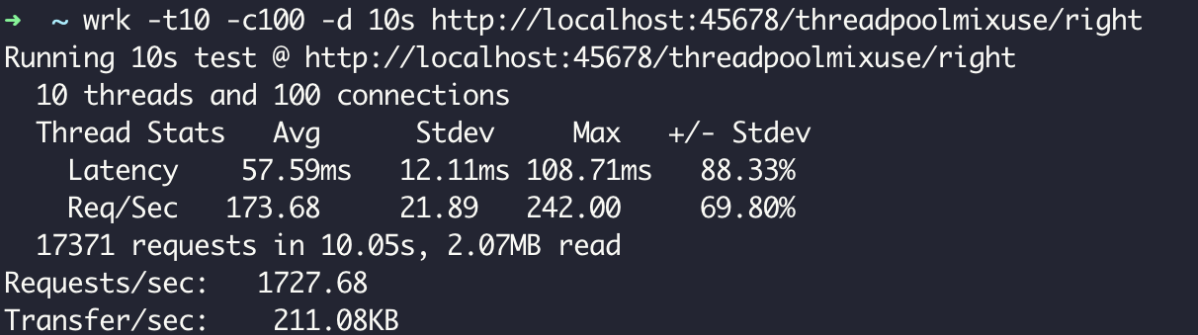 ➜  ~ wrk -t10 -c100 -d 10s http://localhost:45678/threadpoolmixuse/right
Running 10s test @ http://localhost:45678/threadpoolmixuse/right
  10 threads and 100 connections
  Thread Stats   Avg      Stdev     Max   +/- Stdev
    Latency    57.59ms   12.11ms 108.71ms   88.33%
    Req/Sec   173.68     21.89   242.00     69.80%
  17371 requests in 10.05s, 2.07MB read
Requests/sec:   1727.68
Transfer/sec:    211.08KB